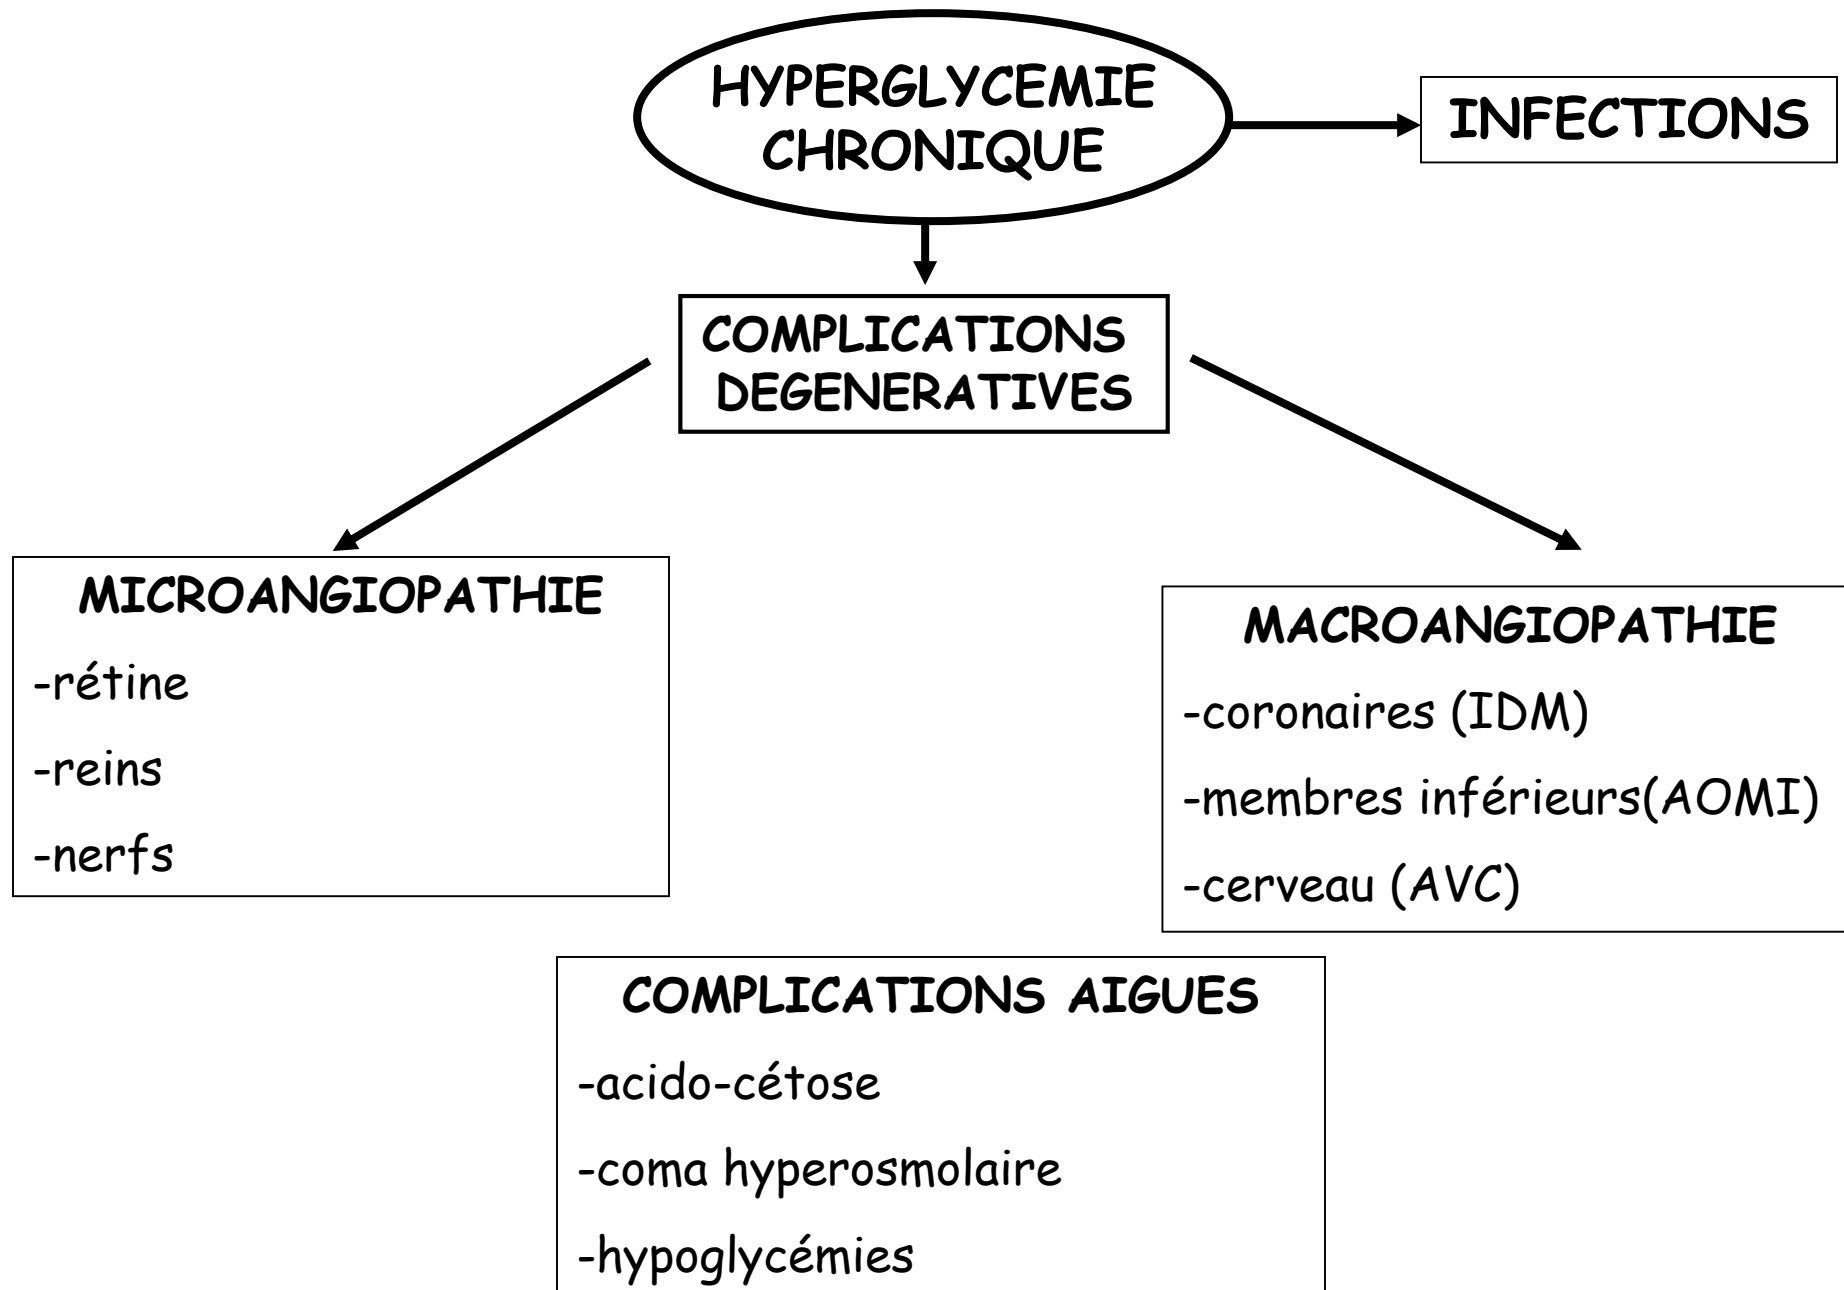 HYPERGLYCEMIE
CHRONIQUE
INFECTIONS
COMPLICATIONS
DEGENERATIVES
MICROANGIOPATHIE
-rétine
-reins
-nerfs
MACROANGIOPATHIE
-coronaires (IDM)
-membres inférieurs(AOMI)
-cerveau (AVC)
COMPLICATIONS AIGUES
-acido-cétose
-coma hyperosmolaire
-hypoglycémies